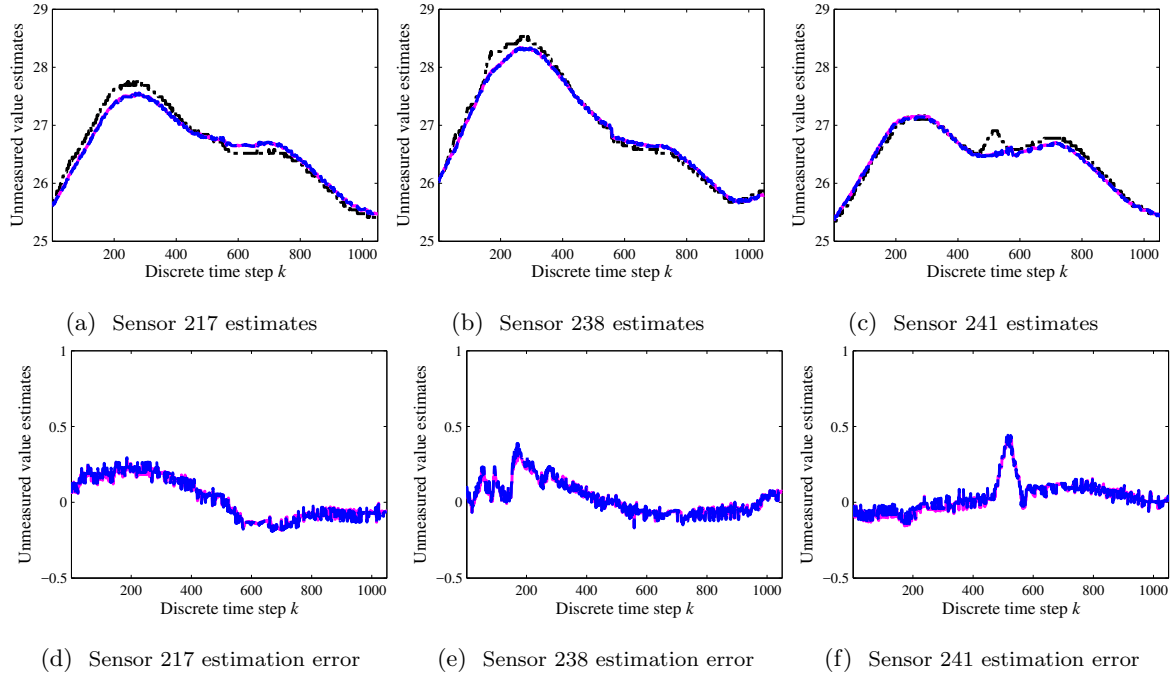 29
28
27
26
25
Unmeasured value estimates
200 400 600 800 1000
Discrete time step k
(a) Sensor 217 estimates
29
28
27
26
25
Unmeasured value estimates
200 400 600 800 1000
Discrete time step k
(b) Sensor 238 estimates
29
28
27
26
25
Unmeasured value estimates
200 400 600 800 1000
Discrete time step k
(c) Sensor 241 estimates
1
0.5
0
−0.5
Unmeasured value estimates
200 400 600 800 1000
Discrete time step k
(d) Sensor 217 estimation error
1
0.5
0
−0.5
Unmeasured value estimates
200 400 600 800 1000
Discrete time step k
(e) Sensor 238 estimation error
1
0.5
0
−0.5
Unmeasured value estimates
200 400 600 800 1000
Discrete time step k
(f) Sensor 241 estimation error